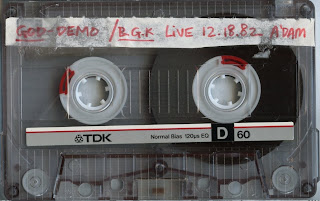 GOD-DEMO / B.G.K LIVE 12.18.82 ADAM
TDK Normal Bias 120µs EQ D 60